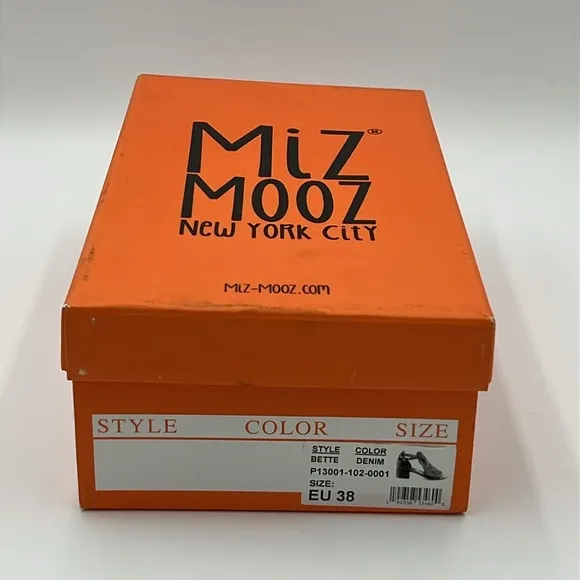 MiZ®
MOOZ
NeW YORK CitY
MiZ-MOOZ.COM
STYLE COLOR SIZE
STYLE COLOR
BETTE DENIM
P13001-102-0001
SIZE:
EU 38